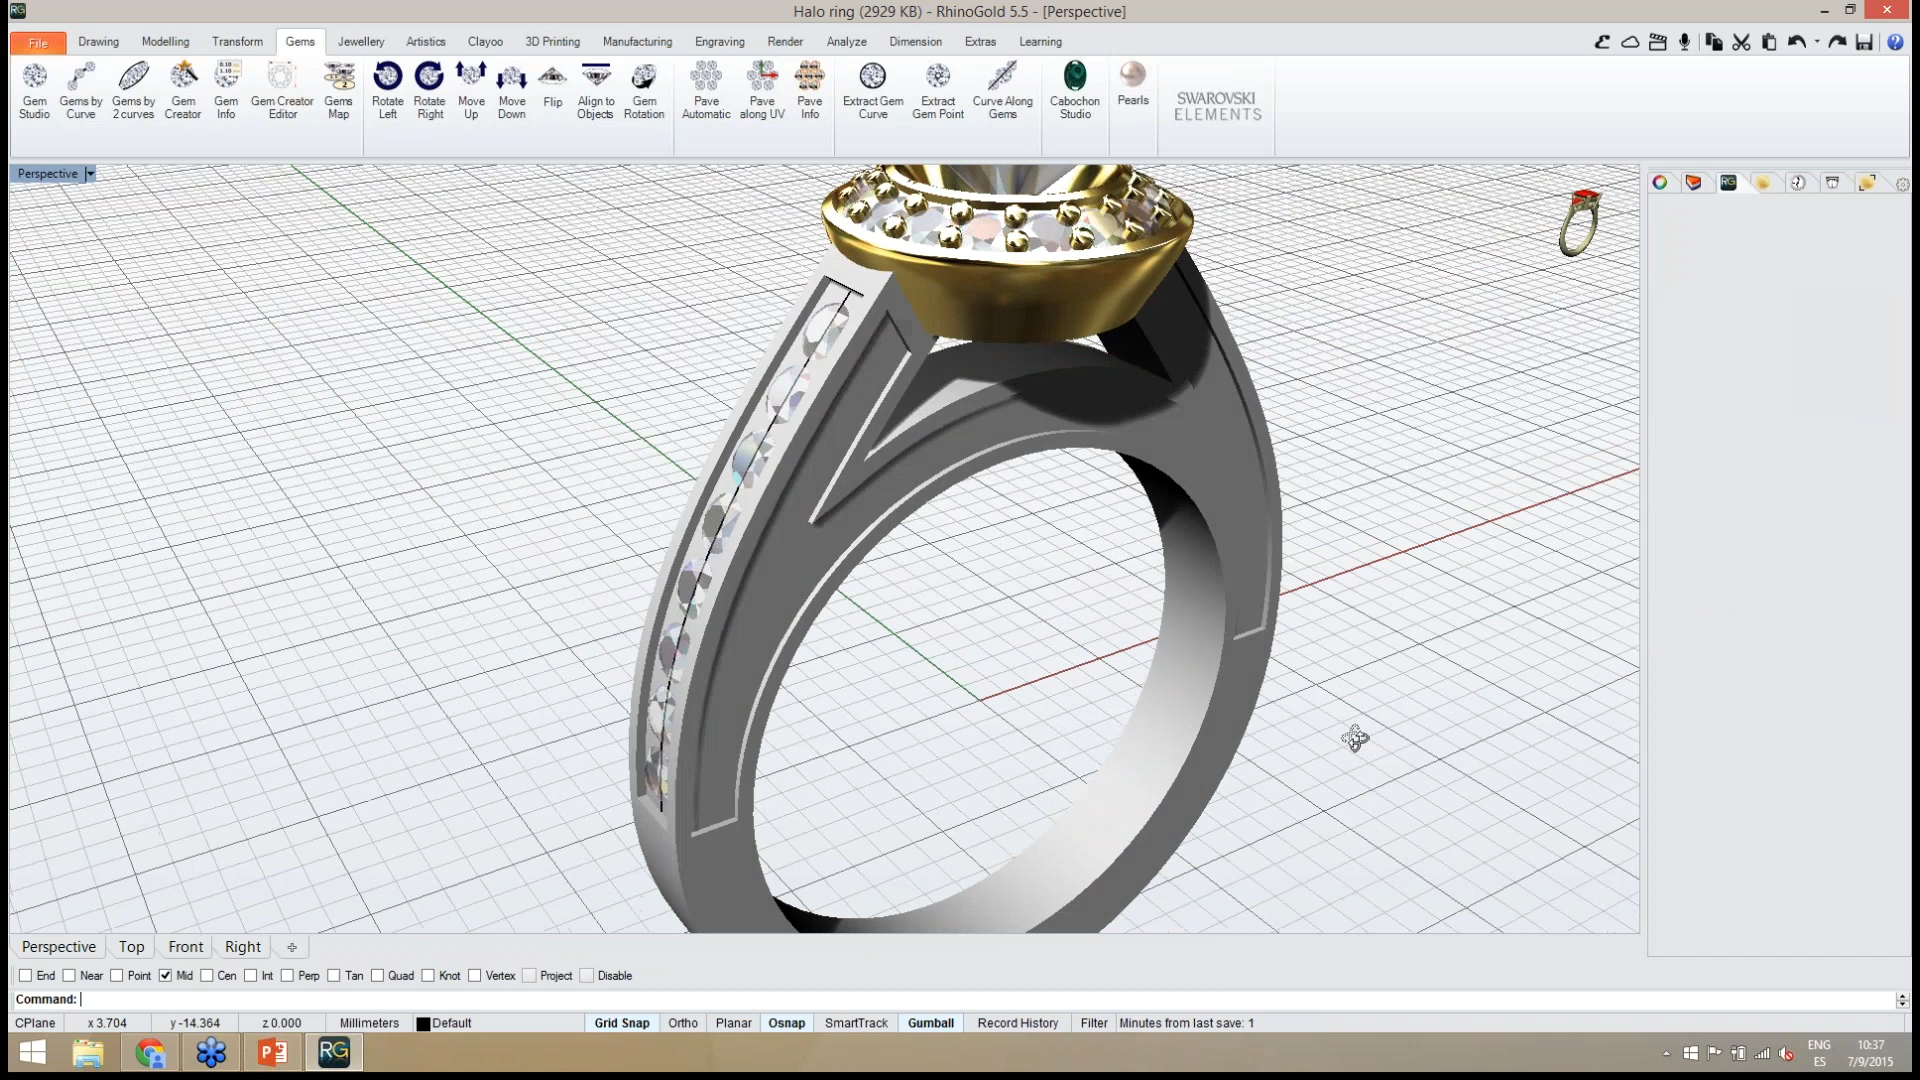 RG
Halo ring (2929 KB) - RhinoGold 5.5 - [Perspective]
File Drawing Modelling Transform Gems Jewellery Artistics Clayoo 3D Printing Manufacturing Engraving Render Analyze Dimension Extras Learning
Gem Studio
Gems by Curve
Gems by 2 curves
Gem Creator
Gem Info
Gem Creator Editor
Gems Map
Rotate Left
Rotate Right
Move Up
Move Down
Flip
Align to Objects
Gem Rotation
Pave Automatic
Pave along UV
Pave Info
Extract Gem Curve
Extract Gem Point
Curve Along Gems
Cabochon Studio
Pearls
SWAROVSKI
ELEMENTS
Perspective
RG
Perspective Top Front Right
End Near Point Mid Cen Int Perp Tan Quad Knot Vertex Project Disable
Command:
CPlane x 3.704 y -14.364 z 0.000 Millimeters Default Grid Snap Ortho Planar Osnap SmartTrack Gumball Record History Filter Minutes from last save: 1
RG
ENG 10:37
ES 7/9/2015